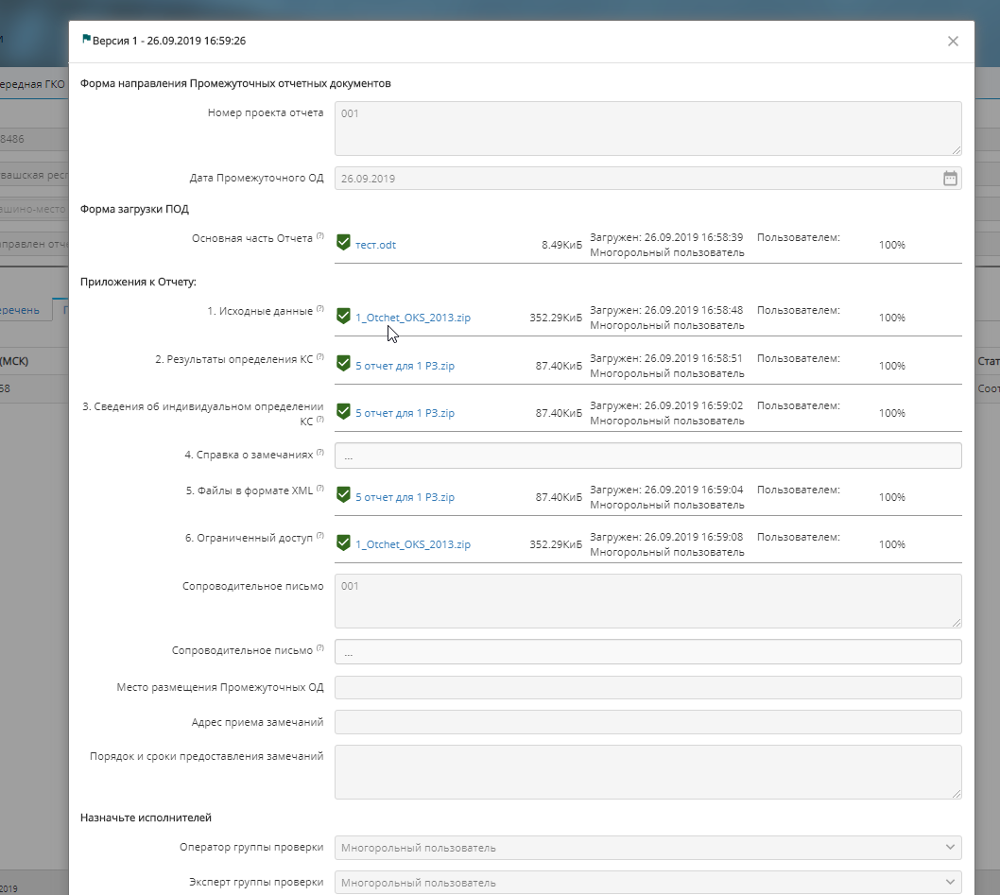 и
Версия 1 - 26.09.2019 16:59:26
ередная ГКО
Форма направления Промежуточных отчетных документов
Номер проекта отчета 001
8486
вашская респ
Дата Промежуточного ОД 26.09.2019
ашино-место
Форма загрузки ПОД
аправлен отче
Основная часть Отчета (?) тест.odt 8.49КиБ Загружен: 26.09.2019 16:58:39 Пользователем: 100%
Многорольный пользователь
Приложения к Отчету:
еречень
1. Исходные данные (?) 1_Otchet_OKS_2013.zip 352.29КиБ Загружен: 26.09.2019 16:58:48 Пользователем: 100%
Многорольный пользователь
(МСК) Стат
2. Результаты определения КС (?) 5 отчет для 1 РЗ.zip 87.40КиБ Загружен: 26.09.2019 16:58:51 Пользователем: 100%
Многорольный пользователь
58 Соот
3. Сведения об индивидуальном определении
КС (?) 5 отчет для 1 РЗ.zip 87.40КиБ Загружен: 26.09.2019 16:59:02 Пользователем: 100%
Многорольный пользователь
4. Справка о замечаниях (?) ...
5. Файлы в формате XML (?) 5 отчет для 1 РЗ.zip 87.40КиБ Загружен: 26.09.2019 16:59:04 Пользователем: 100%
Многорольный пользователь
6. Ограниченный доступ (?) 1_Otchet_OKS_2013.zip 352.29КиБ Загружен: 26.09.2019 16:59:08 Пользователем: 100%
Многорольный пользователь
Сопроводительное письмо 001
Сопроводительное письмо (?) ...
Место размещения Промежуточных ОД
Адрес приема замечаний
Порядок и сроки предоставления замечаний
Назначьте исполнителей
Оператор группы проверки Многорольный пользователь
Эксперт группы проверки Многорольный пользователь
2019